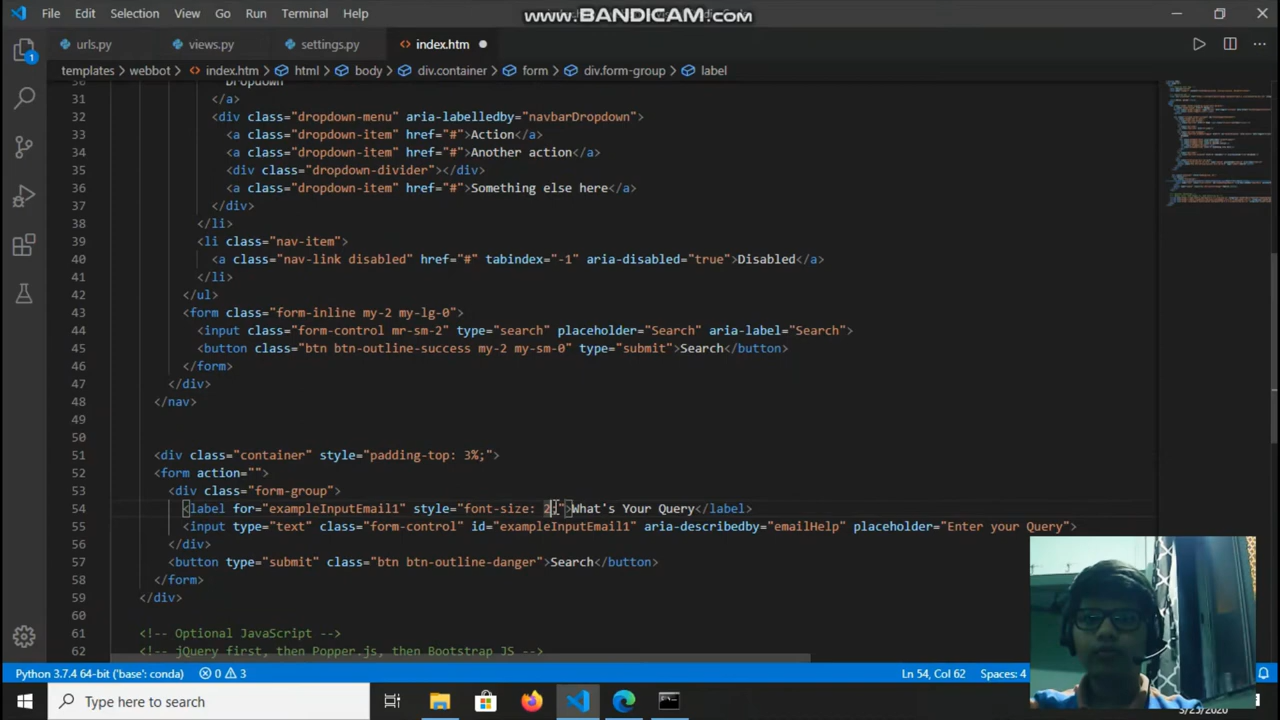 www.BANDICAM.com
File Edit Selection View Go Run Terminal Help
urls.py views.py settings.py index.htm
templates > webbot > index.htm > html > body > div.container > form > div.form-group > label
Dropdown
31 </a>
32 <div class="dropdown-menu" aria-labelledby="navbarDropdown">
33 <a class="dropdown-item" href="#">Action</a>
34 <a class="dropdown-item" href="#">Another action</a>
35 <div class="dropdown-divider"></div>
36 <a class="dropdown-item" href="#">Something else here</a>
37 </div>
38 </li>
39 <li class="nav-item">
40 <a class="nav-link disabled" href="#" tabindex="-1" aria-disabled="true">Disabled</a>
41 </li>
42 </ul>
43 <form class="form-inline my-2 my-lg-0">
44 <input class="form-control mr-sm-2" type="search" placeholder="Search" aria-label="Search">
45 <button class="btn btn-outline-success my-2 my-sm-0" type="submit">Search</button>
46 </form>
47 </div>
48 </nav>
49
50
51 <div class="container" style="padding-top: 3%;">
52 <form action="">
53 <div class="form-group">
54 <label for="exampleInputEmail1" style="font-size: 2;">What's Your Query</label>
55 <input type="text" class="form-control" id="exampleInputEmail1" aria-describedby="emailHelp" placeholder="Enter your Query">
56 </div>
57 <button type="submit" class="btn btn-outline-danger">Search</button>
58 </form>
59 </div>
60
61 <!-- Optional JavaScript -->
62 <!-- jQuery first, then Popper.js, then Bootstrap JS -->
1
Python 3.7.4 64-bit ('base': conda) 0 3 Ln 54, Col 62 Spaces: 4
Type here to search